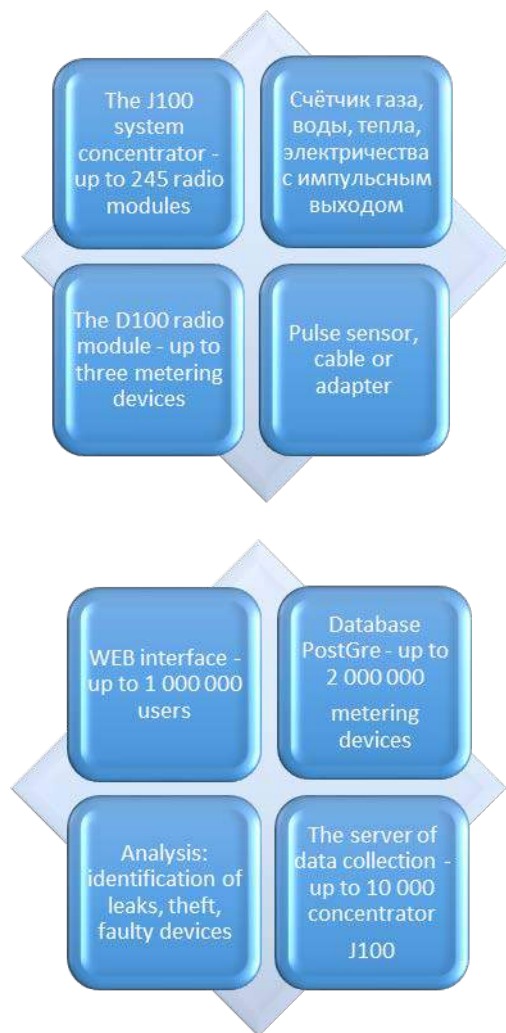 The J100
system
concentrator -
up to 245 radio
modules
Счётчик газа,
воды, тепла,
электричества
с импульсным
выходом
The D100 radio
module - up to
three metering
devices
Pulse sensor,
cable or
adapter
WEB interface -
up to 1 000 000
users
Database
PostGre - up to
2 000 000
metering
devices
Analysis:
identification of
leaks, theft,
faulty devices
The server of
data collection -
up to 10 000
concentrator
J100